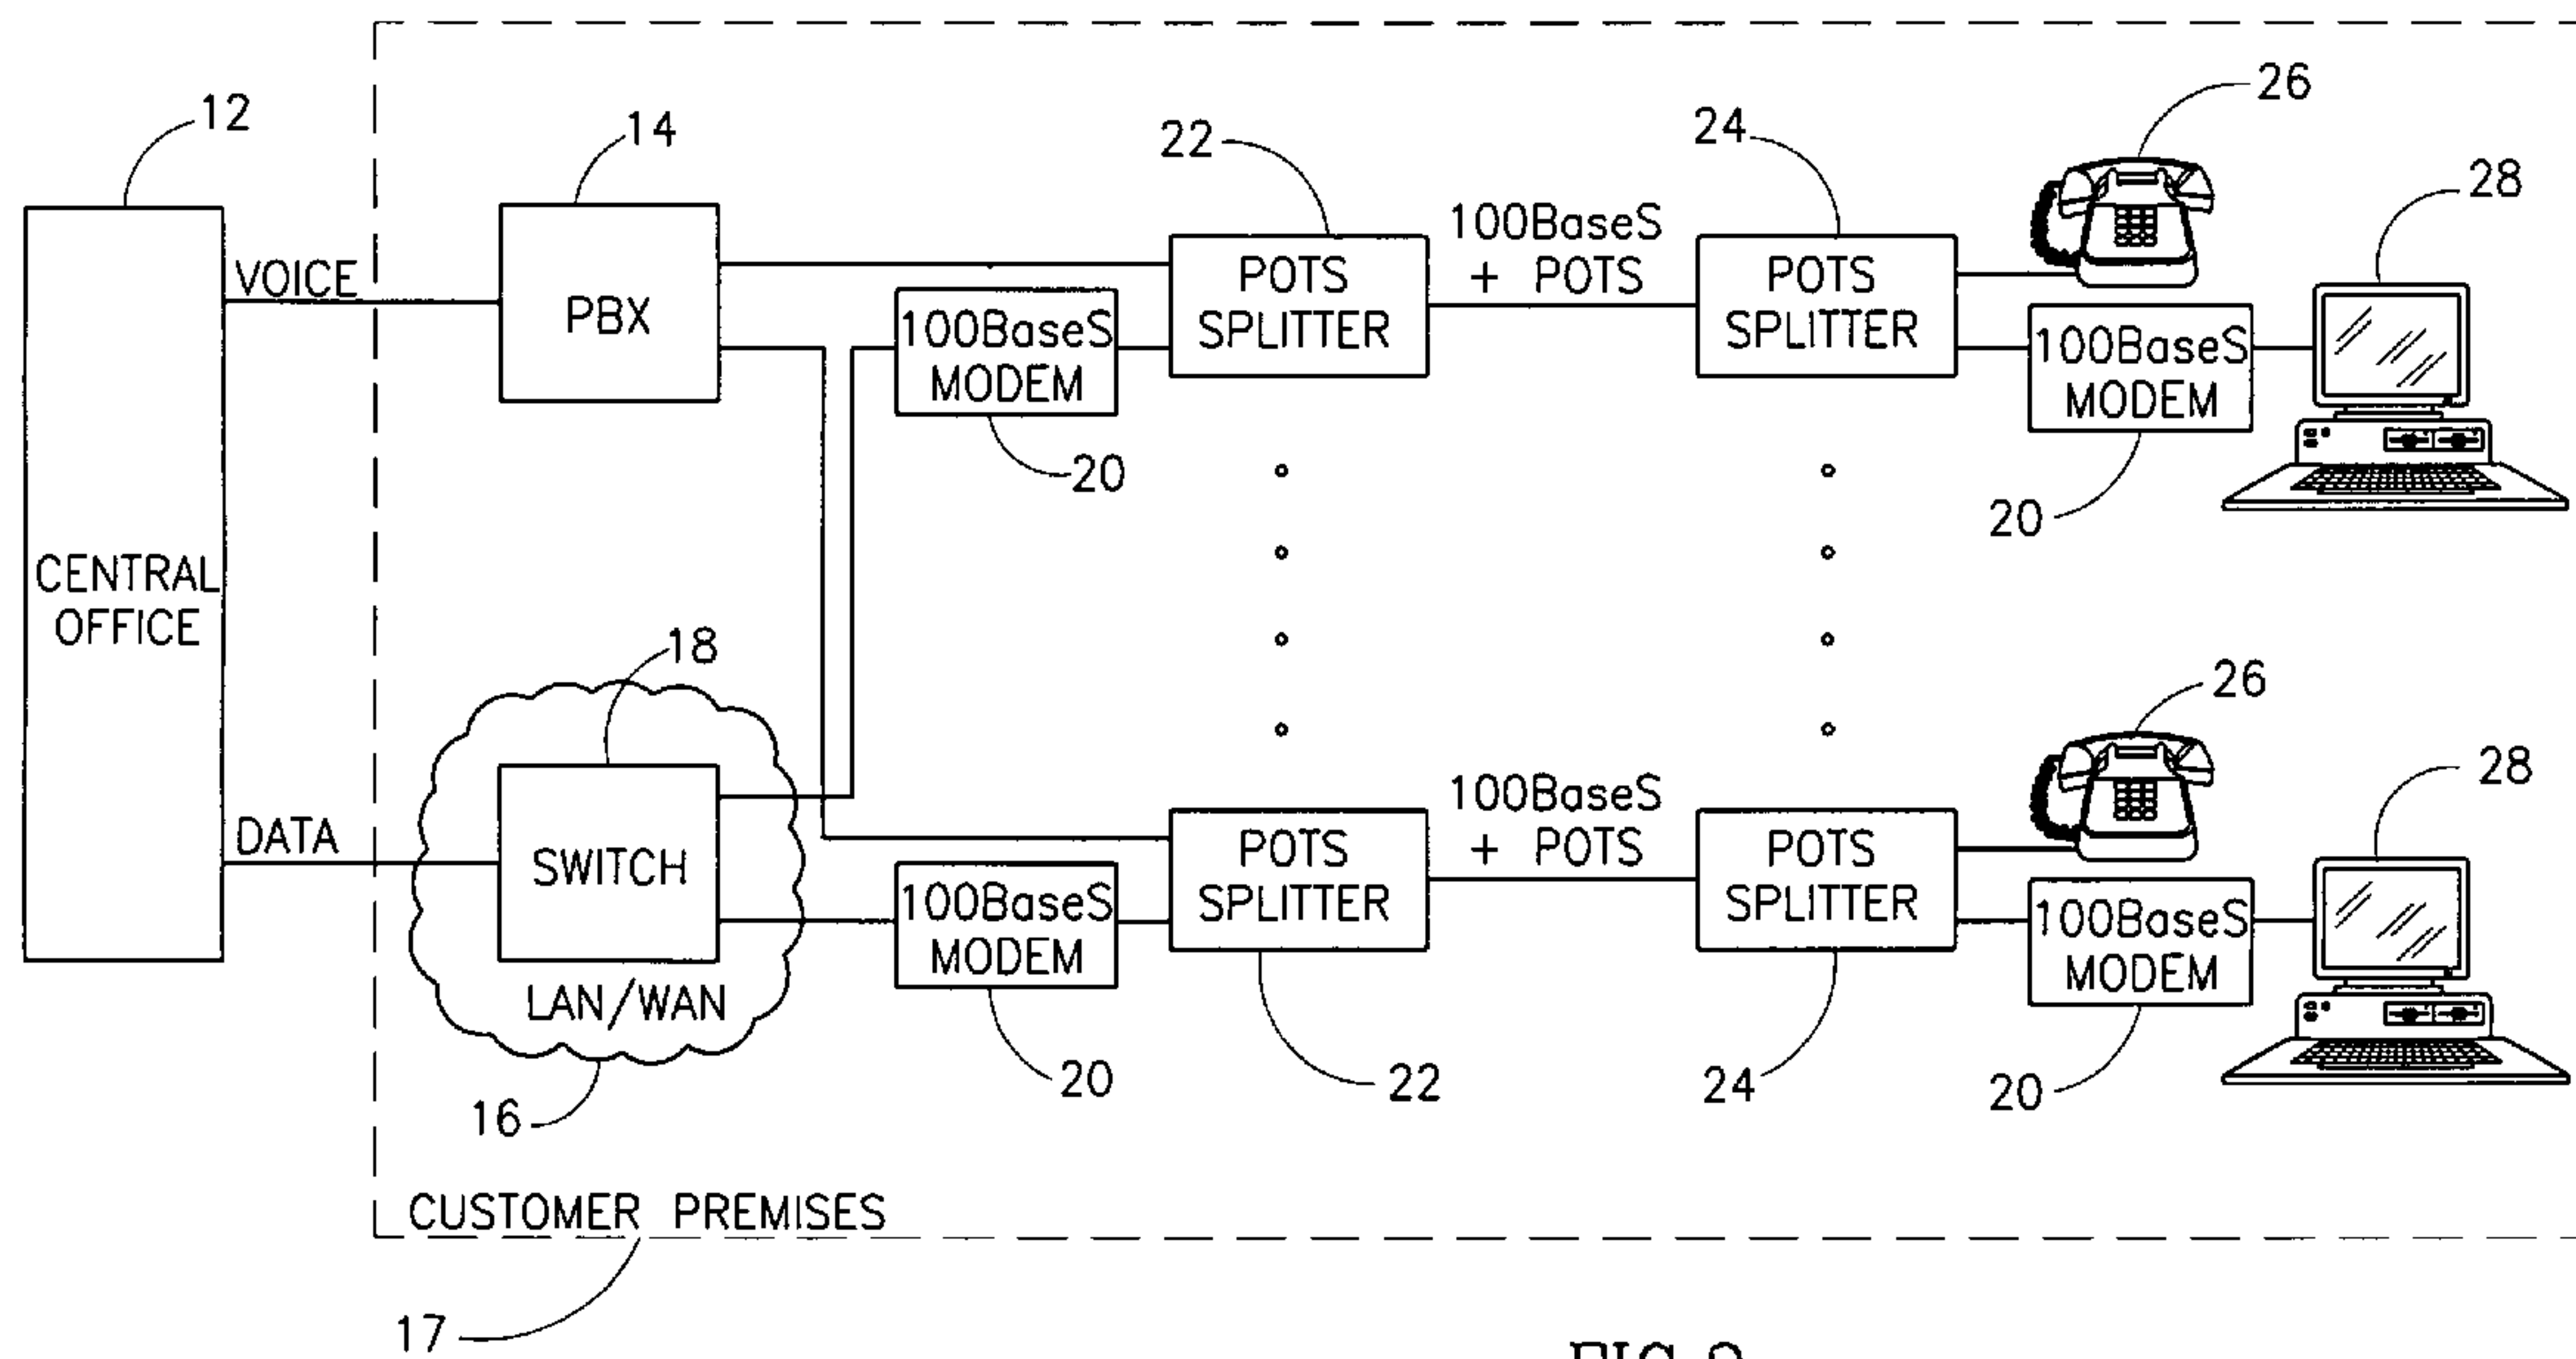 12
14
22
24
26
28
VOICE
PBX
POTS
SPLITTER
100BaseS
+ POTS
POTS
SPLITTER
100BaseS
MODEM
20
100BaseS
MODEM
20
CENTRAL
OFFICE
18
DATA
SWITCH
LAN/WAN
16
100BaseS
MODEM
20
POTS
SPLITTER
22
100BaseS
+ POTS
POTS
SPLITTER
24
26
28
100BaseS
MODEM
20
CUSTOMER PREMISES
17